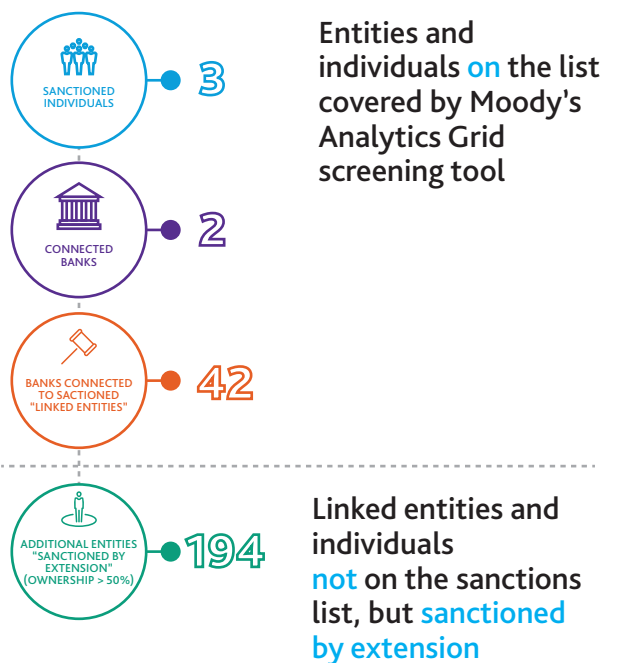 SANCTIONED
INDIVIDUALS
3
Entities and
individuals on the list
covered by Moody's
Analytics Grid
screening tool
CONNECTED
BANKS
2
BANKS CONNECTED
TO SACTIONED
"LINKED ENTITIES"
42
ADDITIONAL ENTITIES
"SANCTIONED BY
EXTENSION"
(OWNERSHIP > 50%)
194
Linked entities and
individuals
not on the sanctions
list, but sanctioned
by extension